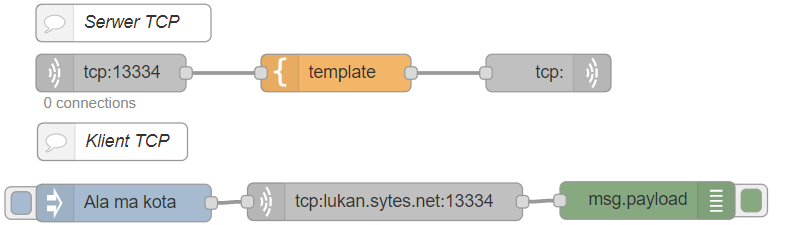 Serwer TCP
tcp:13334
template
tcp:
0 connections
Klient TCP
Ala ma kota
tcp:lukan.sytes.net:13334
msg.payload